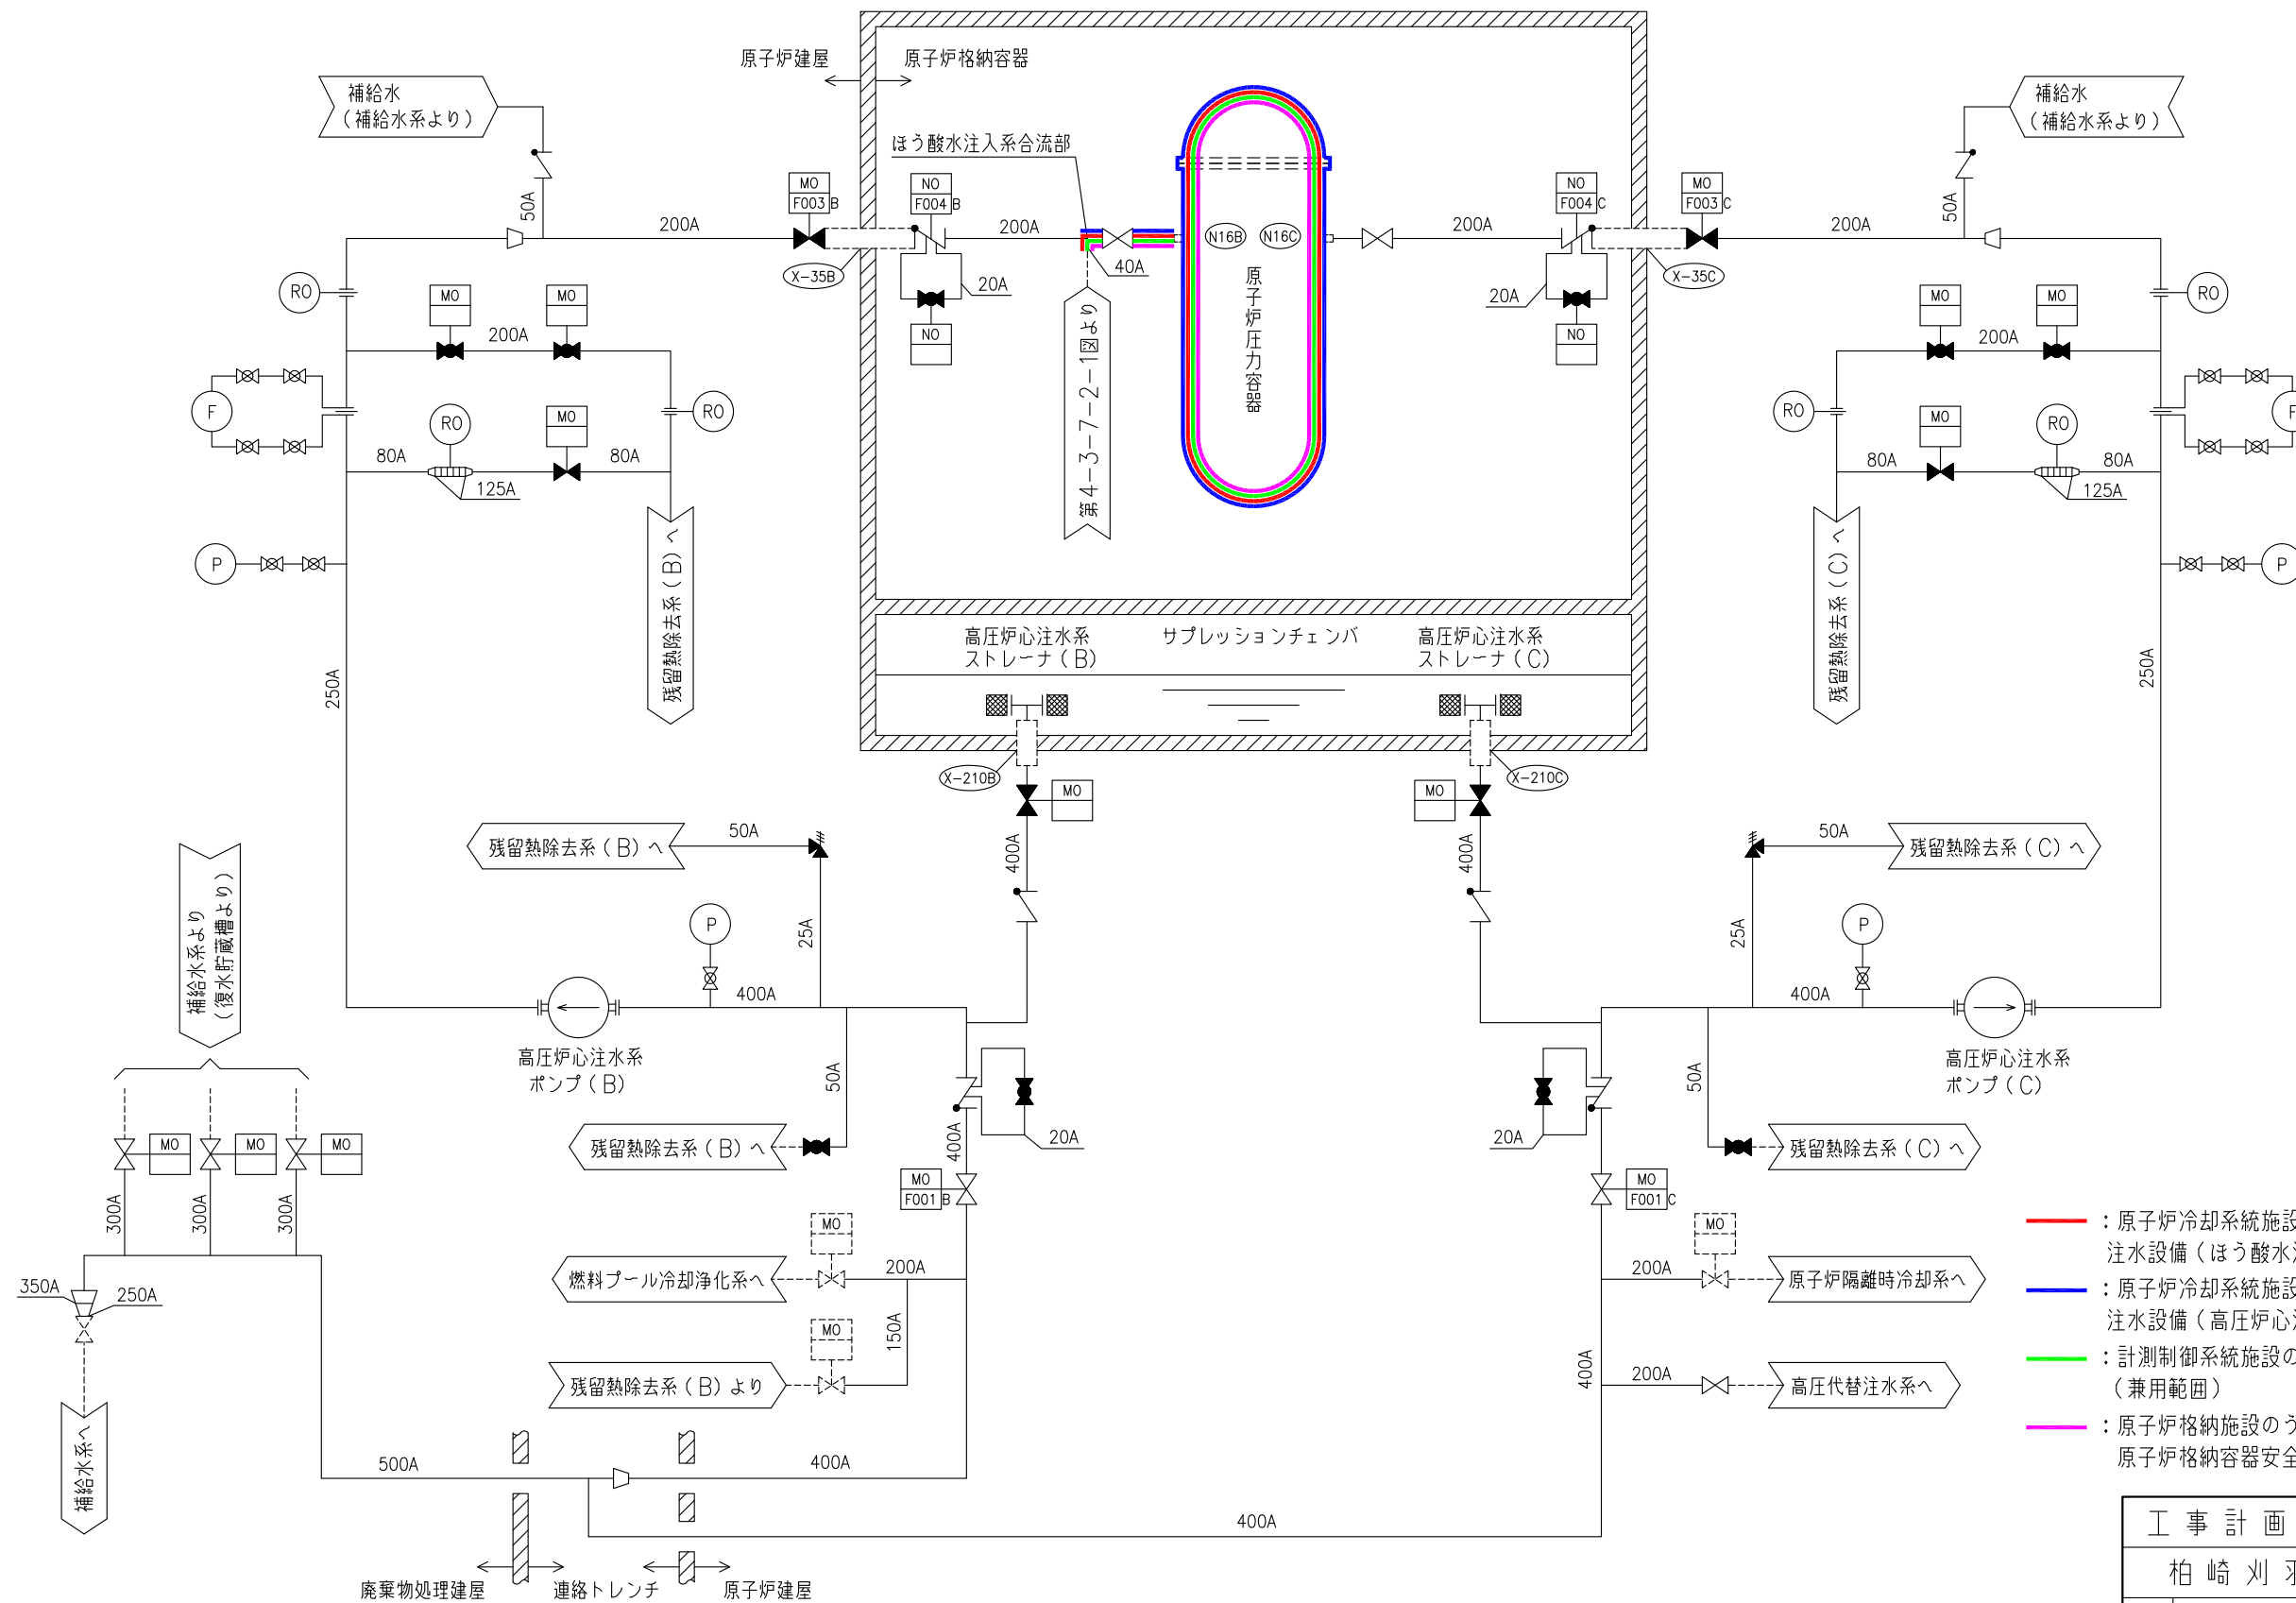 原子炉建屋
原子炉格納容器
補給水
（補給水系より）
50A
ほう酸水注入系合流部
MO
F003 B
NO
F004 B
NO
F004 C
MO
F003 C
補給水
（補給水系より）
50A
200A
200A
N16B
N16C
200A
200A
X-35B
40A
20A
NO
X-35C
20A
NO
原子炉圧力容器
第4-3-7-2-1図より
RO
MO
MO
200A
F
RO
MO
RO
80A
80A
125A
P
250A
残留熱除去系（B）へ
RO
MO
MO
200A
RO
MO
RO
80A
80A
125A
F
P
250A
残留熱除去系（C）へ
高圧炉心注水系
ストレーナ（B）
サプレッションチェンバ
高圧炉心注水系
ストレーナ（C）
X-210B
MO
400A
X-210C
MO
400A
残留熱除去系（B）へ
50A
25A
P
400A
高圧炉心注水系
ポンプ（B）
50A
残留熱除去系（B）へ
20A
400A
MO
F001 B
残留熱除去系（C）へ
50A
25A
P
400A
高圧炉心注水系
ポンプ（C）
50A
残留熱除去系（C）へ
20A
MO
F001 C
補給水系より
（復水貯蔵槽より）
MO
MO
MO
300A
300A
300A
350A
250A
補給水系へ
MO
燃料プール冷却浄化系へ
200A
MO
150A
残留熱除去系（B）より
500A
400A
400A
400A
MO
200A
原子炉隔離時冷却系へ
200A
高圧代替注水系へ
廃棄物処理建屋
連絡トレンチ
原子炉建屋
：原子炉冷却系統施設
注水設備（ほう酸水
：原子炉冷却系統施設
注水設備（高圧炉心
：計測制御系統施設の
（兼用範囲）
：原子炉格納施設のう
原子炉格納容器安全
工事計画
柏崎刈